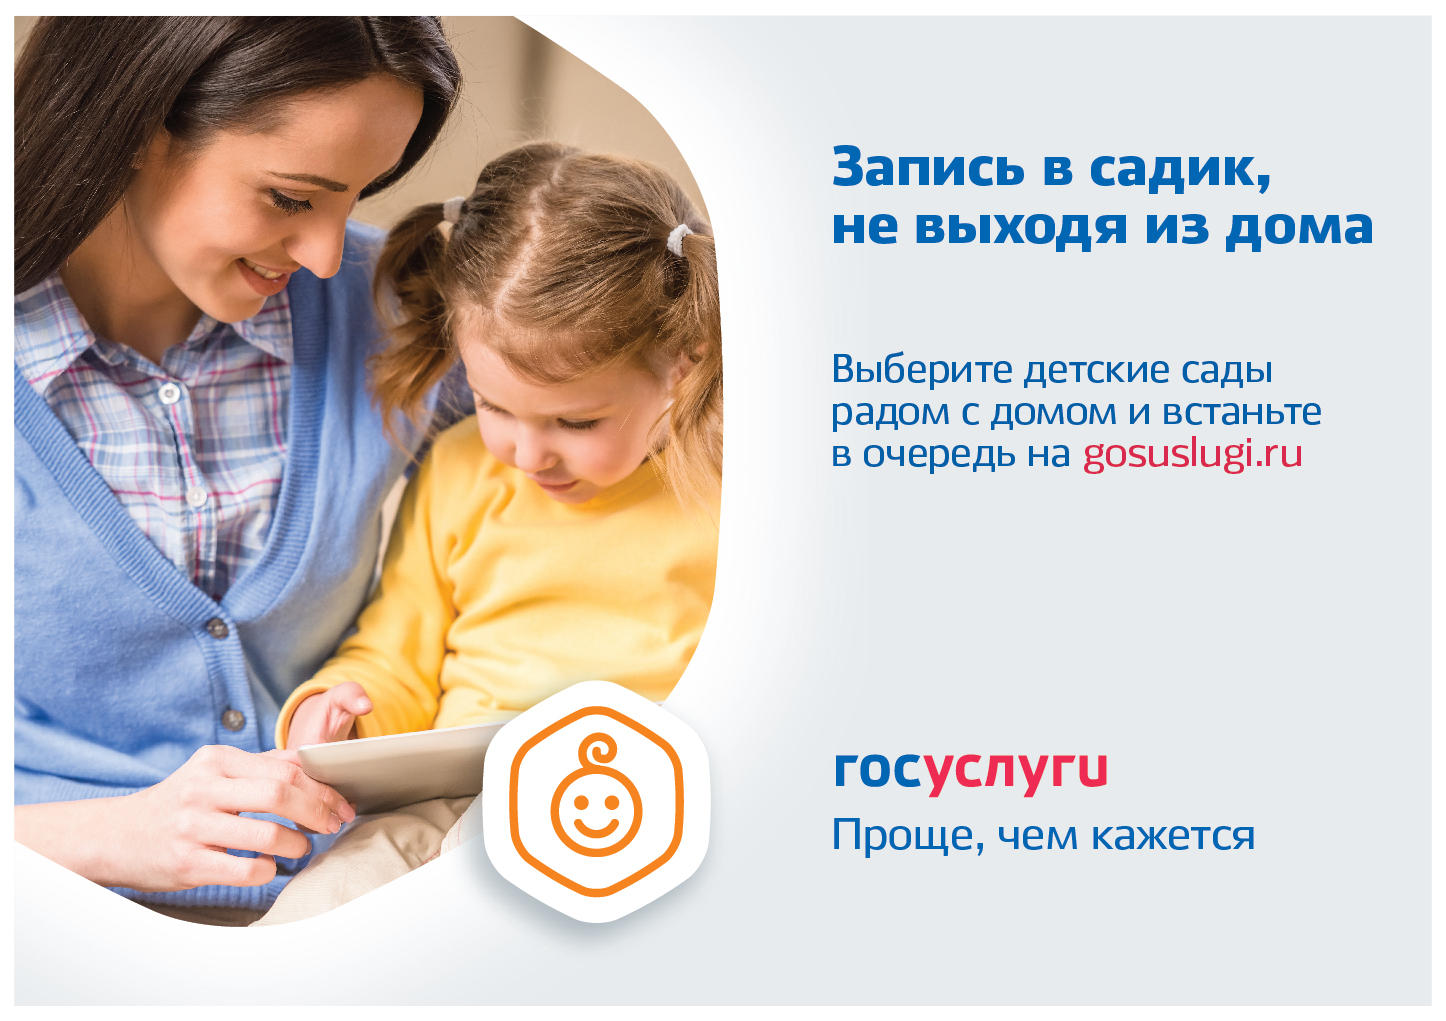 Запись в садик,
не выходя из дома
Выберите детские сады
радом с домом и встаньте
в очередь на gosuslugi.ru
госуслуги
Проще, чем кажется